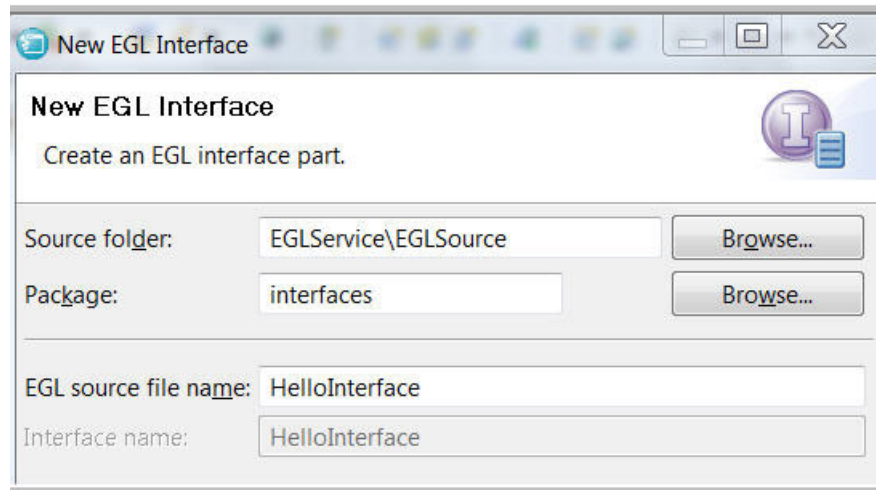 New EGL Interface
New EGL Interface
Create an EGL interface part.
Source folder: EGLService\EGLSource Browse...
Package: interfaces Browse...
EGL source file name: HelloInterface
Interface name: HelloInterface